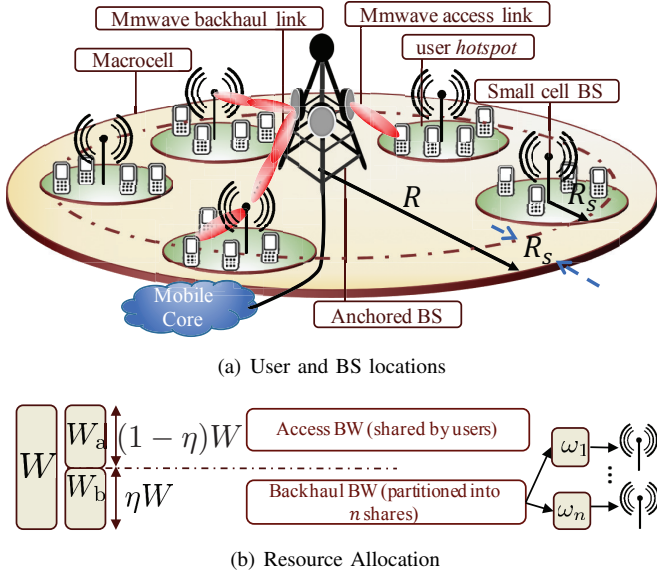 Mmwave backhaul link
Mmwave access link
Macrocell
user hotspot
Small cell BS
R
R_s
R_s
Mobile
Core
Anchored BS
(a) User and BS locations
W
W_a
(1 − η)W
W_b
ηW
Access BW (shared by users)
Backhaul BW (partitioned into
n shares)
ω_1
⋮
ω_n
(b) Resource Allocation